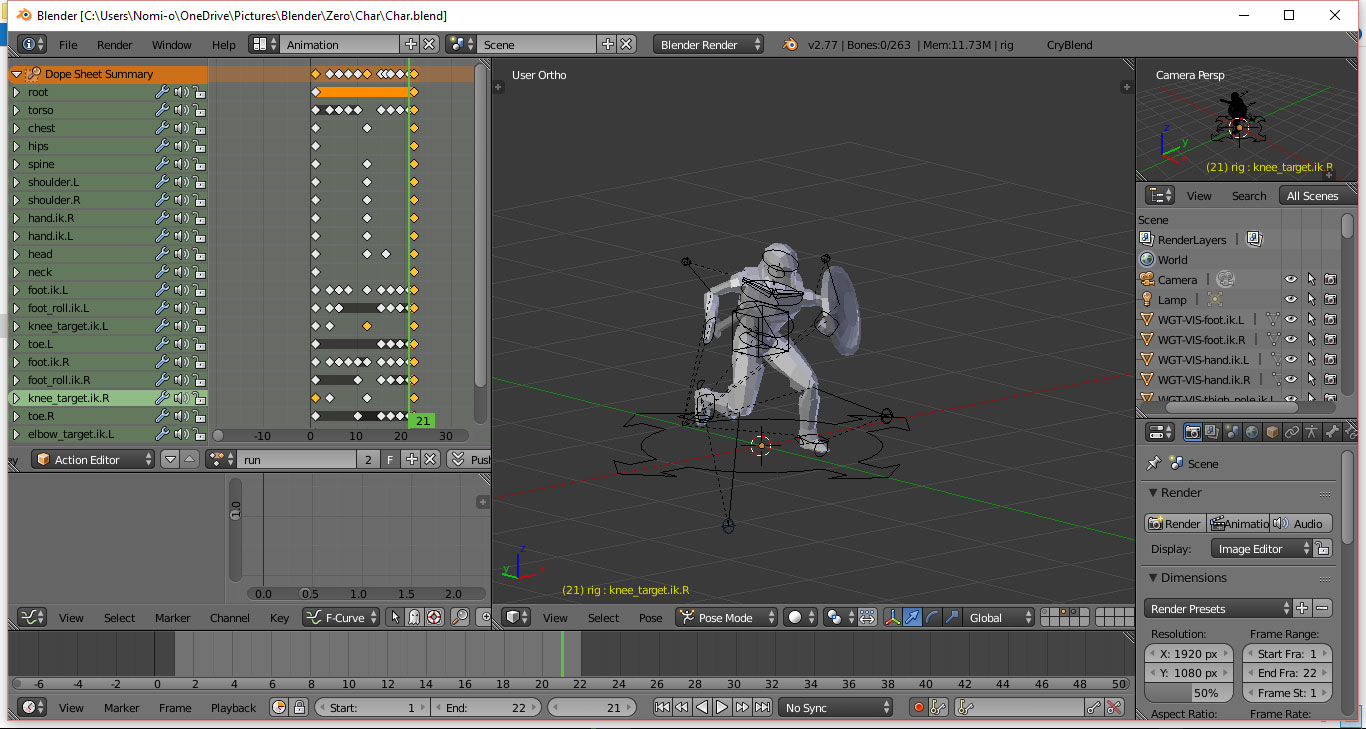 Blender [C:\Users\Nomi-o\OneDrive\Pictures\Blender\Zero\Char\Char.blend]
File Render Window Help Animation Scene Blender Render v2.77 | Bones:0/263 | Mem:11.73M | rig CryBlend
Dope Sheet Summary
root
torso
chest
hips
spine
shoulder.L
shoulder.R
hand.ik.R
hand.ik.L
head
neck
foot.ik.L
foot_roll.ik.L
knee_target.ik.L
toe.L
foot.ik.R
foot_roll.ik.R
knee_target.ik.R
toe.R
elbow_target.ik.L
21
-10 0 10 20 30
Action Editor run 2 F Push
0.0 0.5 1.0 1.5 2.0
View Select Marker Channel Key F-Curve
User Ortho
(21) rig : knee_target.ik.R
View Select Pose Pose Mode Global
Camera Persp
(21) rig : knee_target.ik.R
View Search All Scenes
Scene
RenderLayers |
World
Camera |
Lamp |
WGT-VIS-foot.ik.L |
WGT-VIS-foot.ik.R |
WGT-VIS-hand.ik.L |
WGT-VIS-hand.ik.R |
WGT-VIS-thigh_pole.ik.L
Scene
Render
Render Animatio Audio
Display: Image Editor
Dimensions
Render Presets
Resolution: Frame Range:
X: 1920 px Start Fra: 1
Y: 1080 px End Fra: 22
50% Frame St: 1
Aspect Ratio: Frame Rate:
-6 -4 -2 0 2 4 6 8 10 12 14 16 18 20 22 24 26 28 30 32 34 36 38 40 42 44 46 48 50
View Marker Frame Playback Start: 1 End: 22 21 No Sync